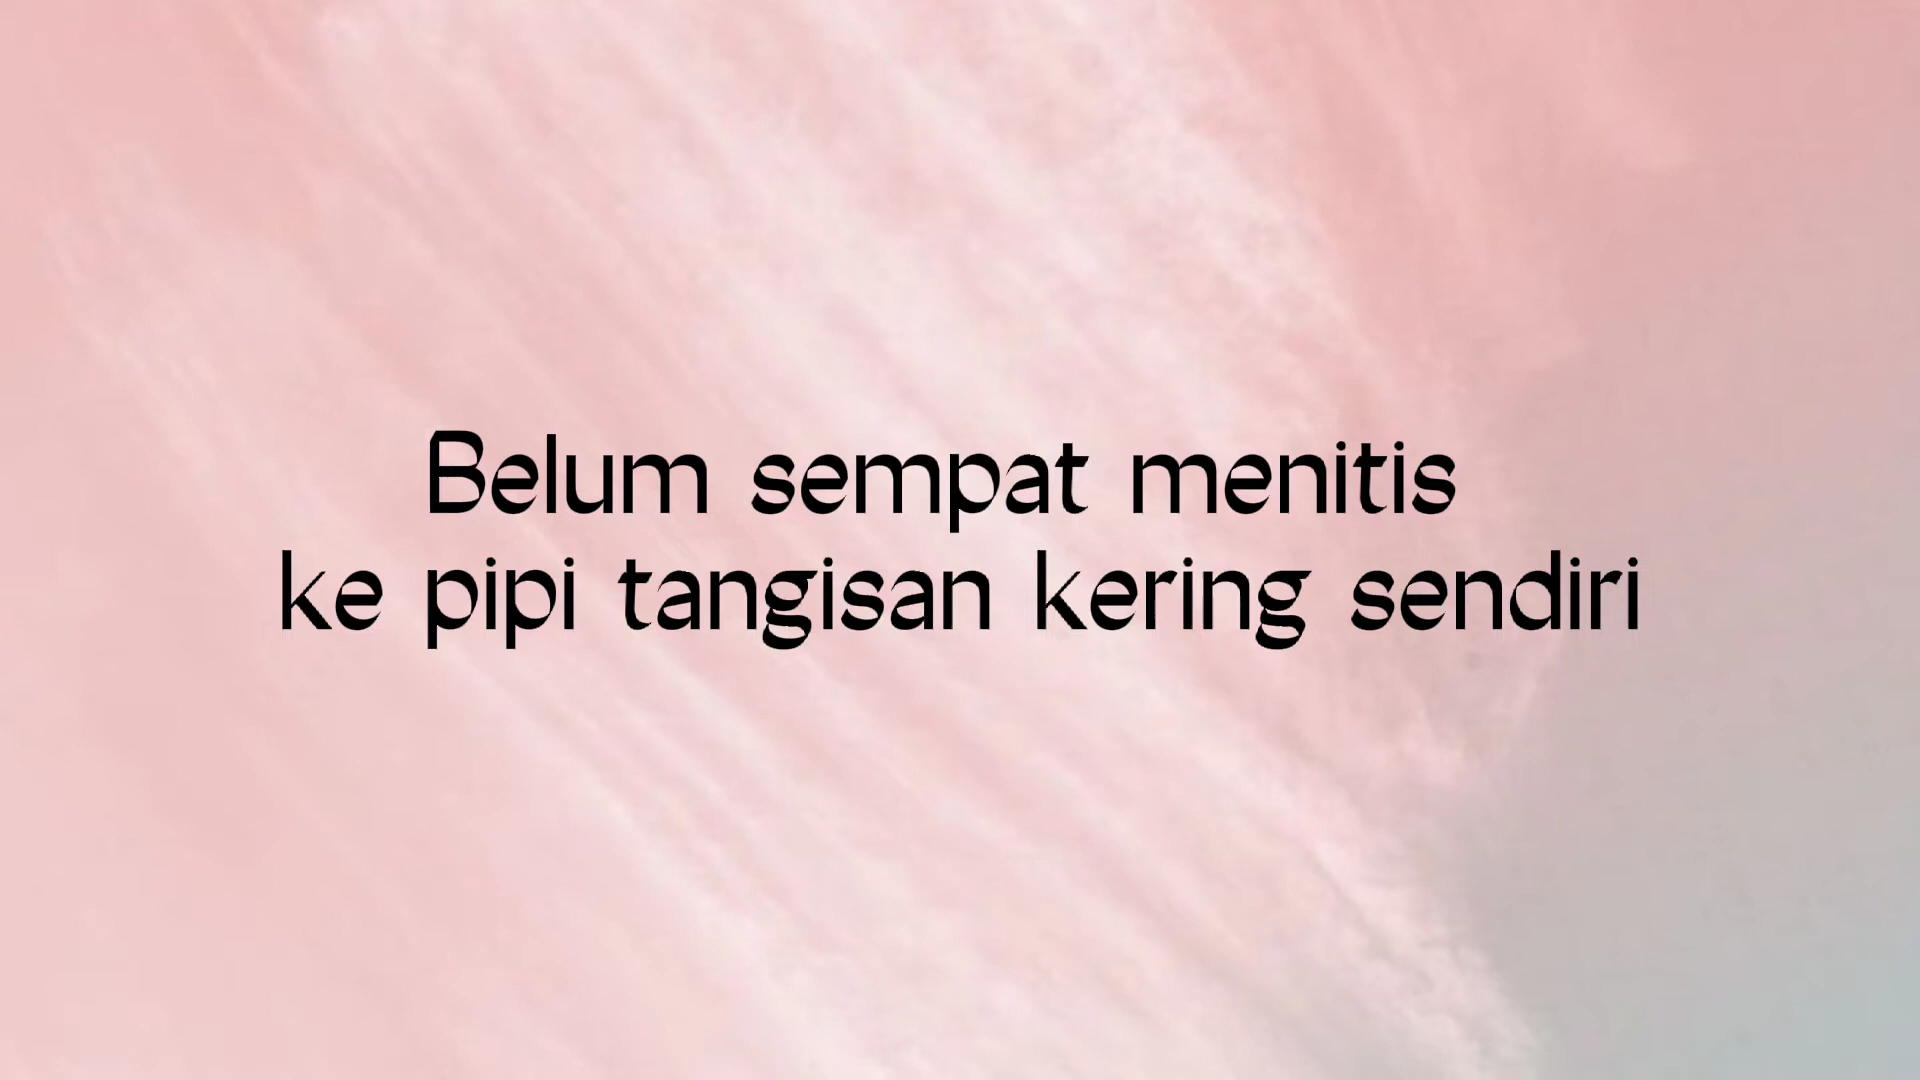 Belum sempat menitis
ke pipi tangisan kering sendiri